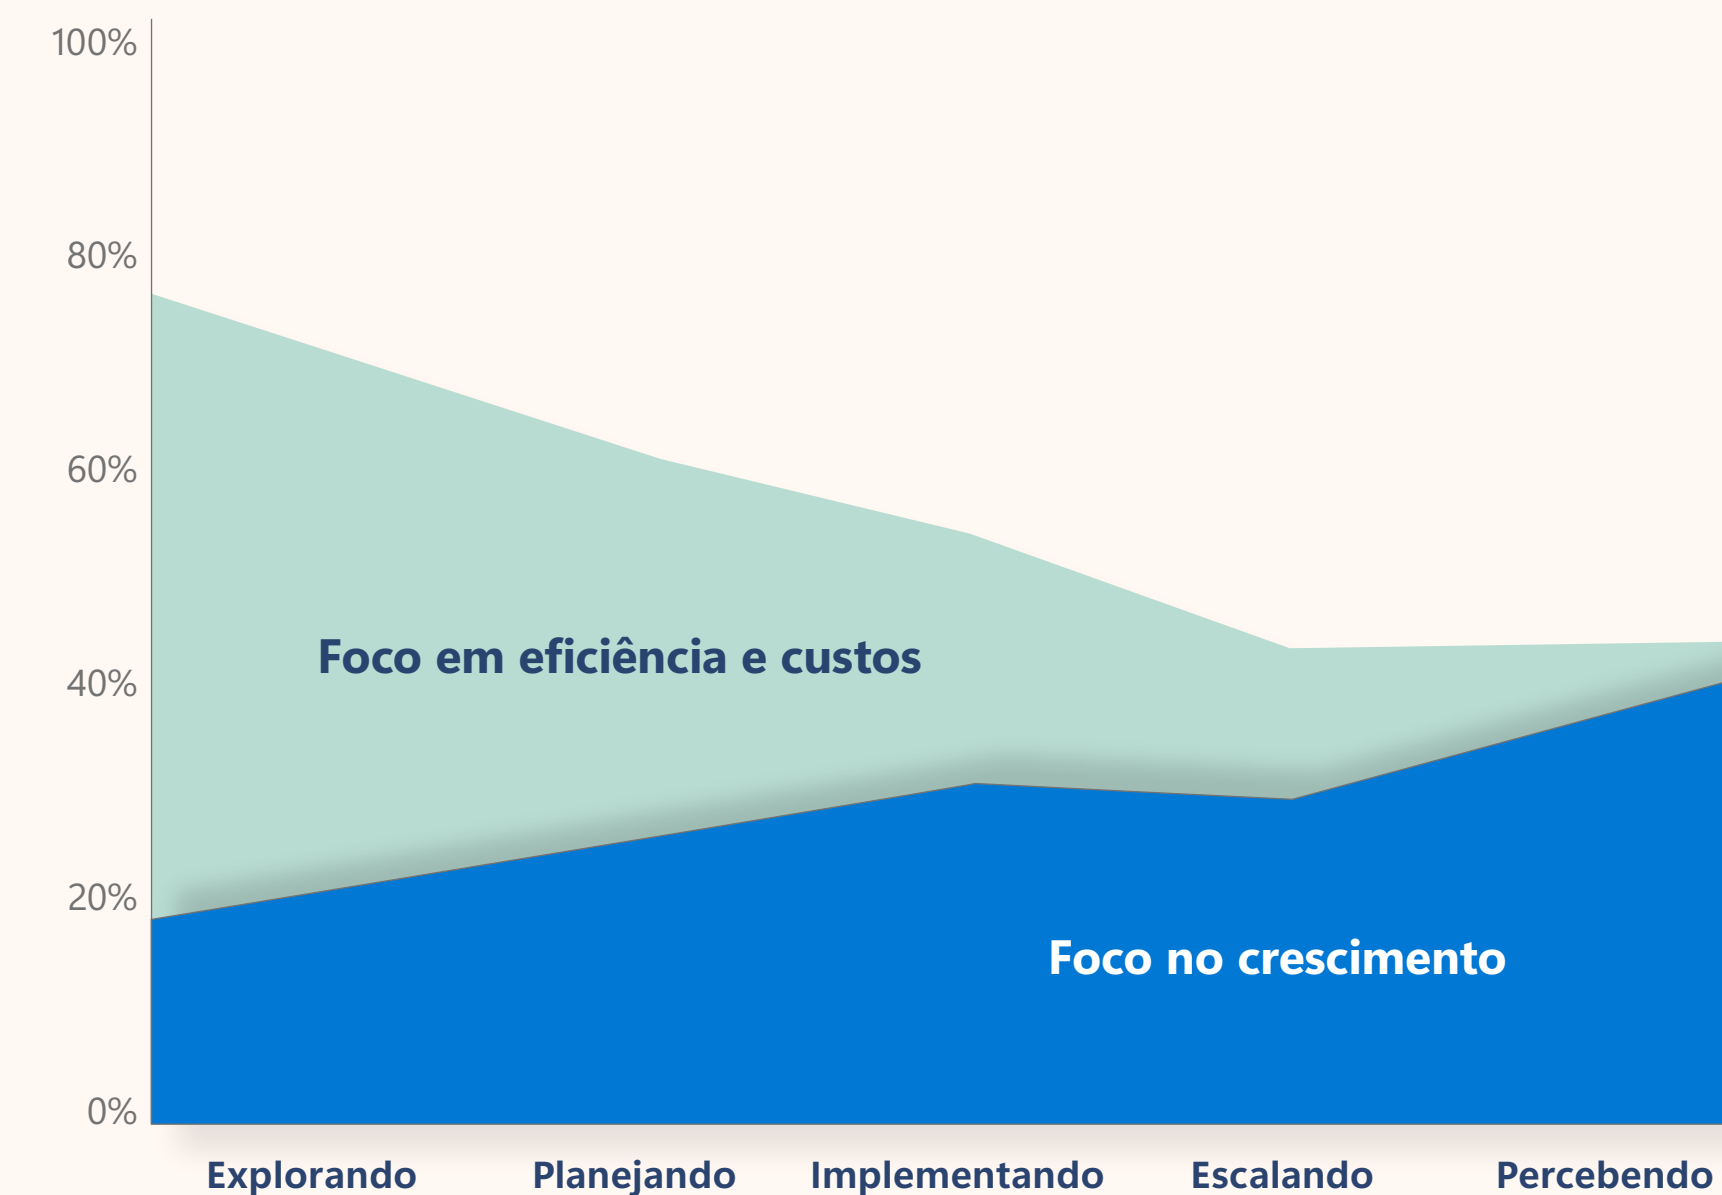 100%
80%
60%
Foco em eficiência e custos
40%
20%
Foco no crescimento
0%
Explorando Planejando Implementando Escalando Percebendo